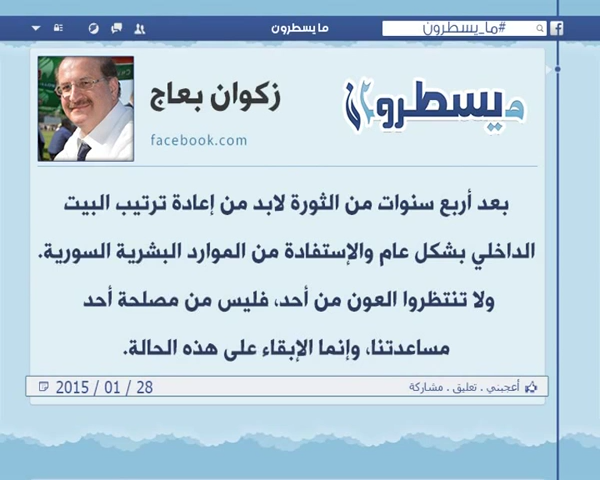 #ما_يسطرون
ما يسطرون
ما يسطرون
زكوان بعاج
facebook.com
بعد أربع سنوات من الثورة لابد من إعادة ترتيب البيت
الداخلي بشكل عام والإستفادة من الموارد البشرية السورية.
ولا تنتظروا العون من أحد، فليس من مصلحة أحد
مساعدتنا، وإنما الإبقاء على هذه الحالة.
أعجبني . تعليق . مشاركة
2015 / 01 / 28